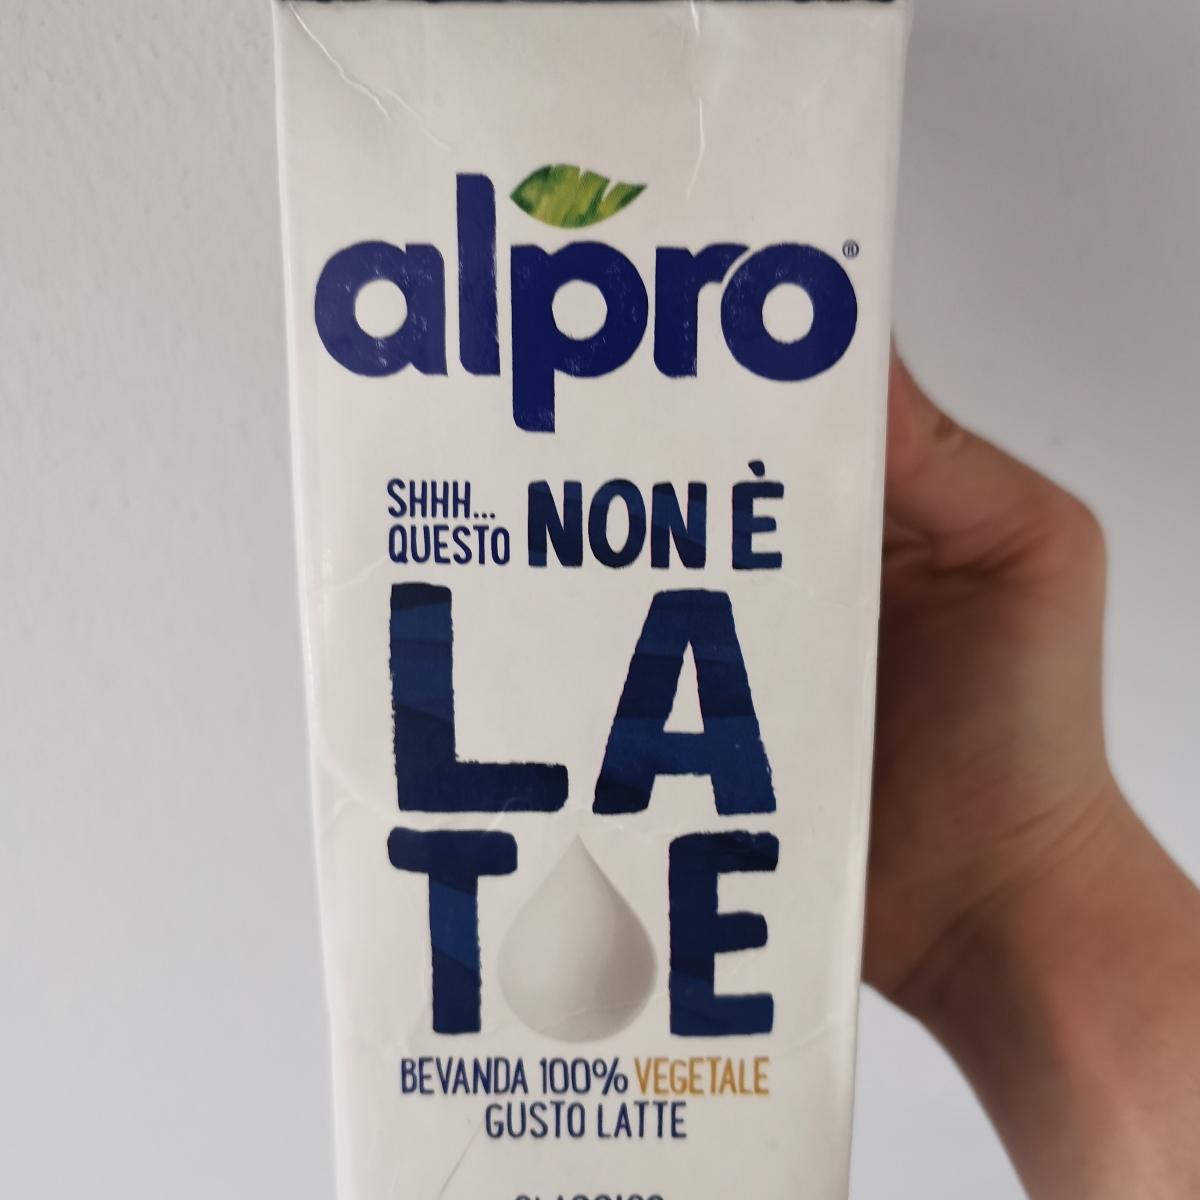 alpro®
SHHH...
QUESTO NON È
LA
TE
BEVANDA 100% VEGETALE
GUSTO LATTE